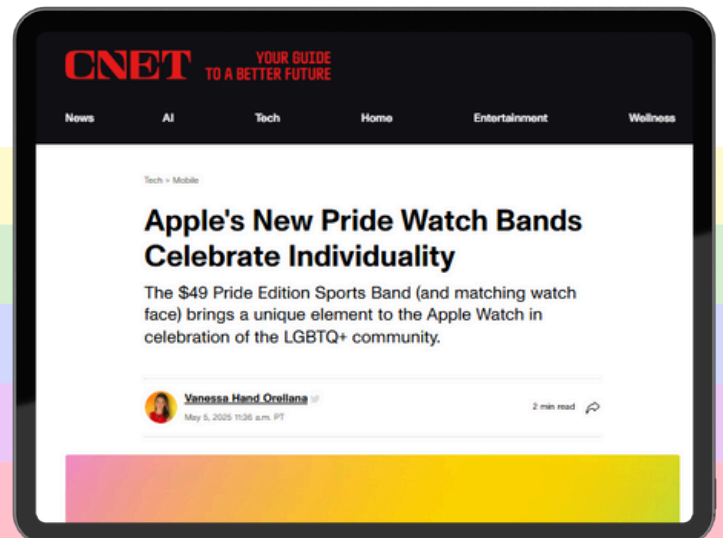 CNET
YOUR GUIDE
TO A BETTER FUTURE
News AI Tech Home Entertainment Wellness
Tech > Mobile
Apple's New Pride Watch Bands
Celebrate Individuality
The $49 Pride Edition Sports Band (and matching watch
face) brings a unique element to the Apple Watch in
celebration of the LGBTQ+ community.
Vanessa Hand Orellana
May 5, 2025 11:36 a.m. PT
2 min read